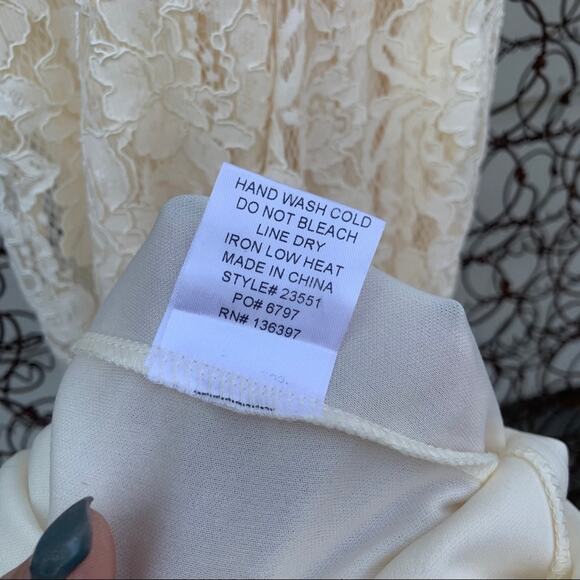 HAND WASH COLD
DO NOT BLEACH
LINE DRY
IRON LOW HEAT
MADE IN CHINA
STYLE# 23551
PO# 6797
RN# 136397